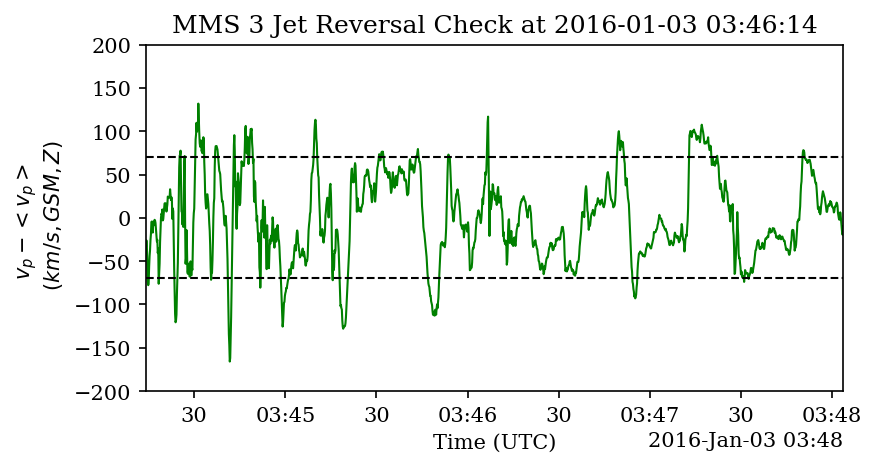 MMS 3 Jet Reversal Check at 2016-01-03 03:46:14
200
150
100
50
0
−50
−100
−150
−200
v_p − < v_p >
(km/s, GSM, Z)
30 03:45 30 03:46 30 03:47 30 03:48
Time (UTC)
2016-Jan-03 03:48